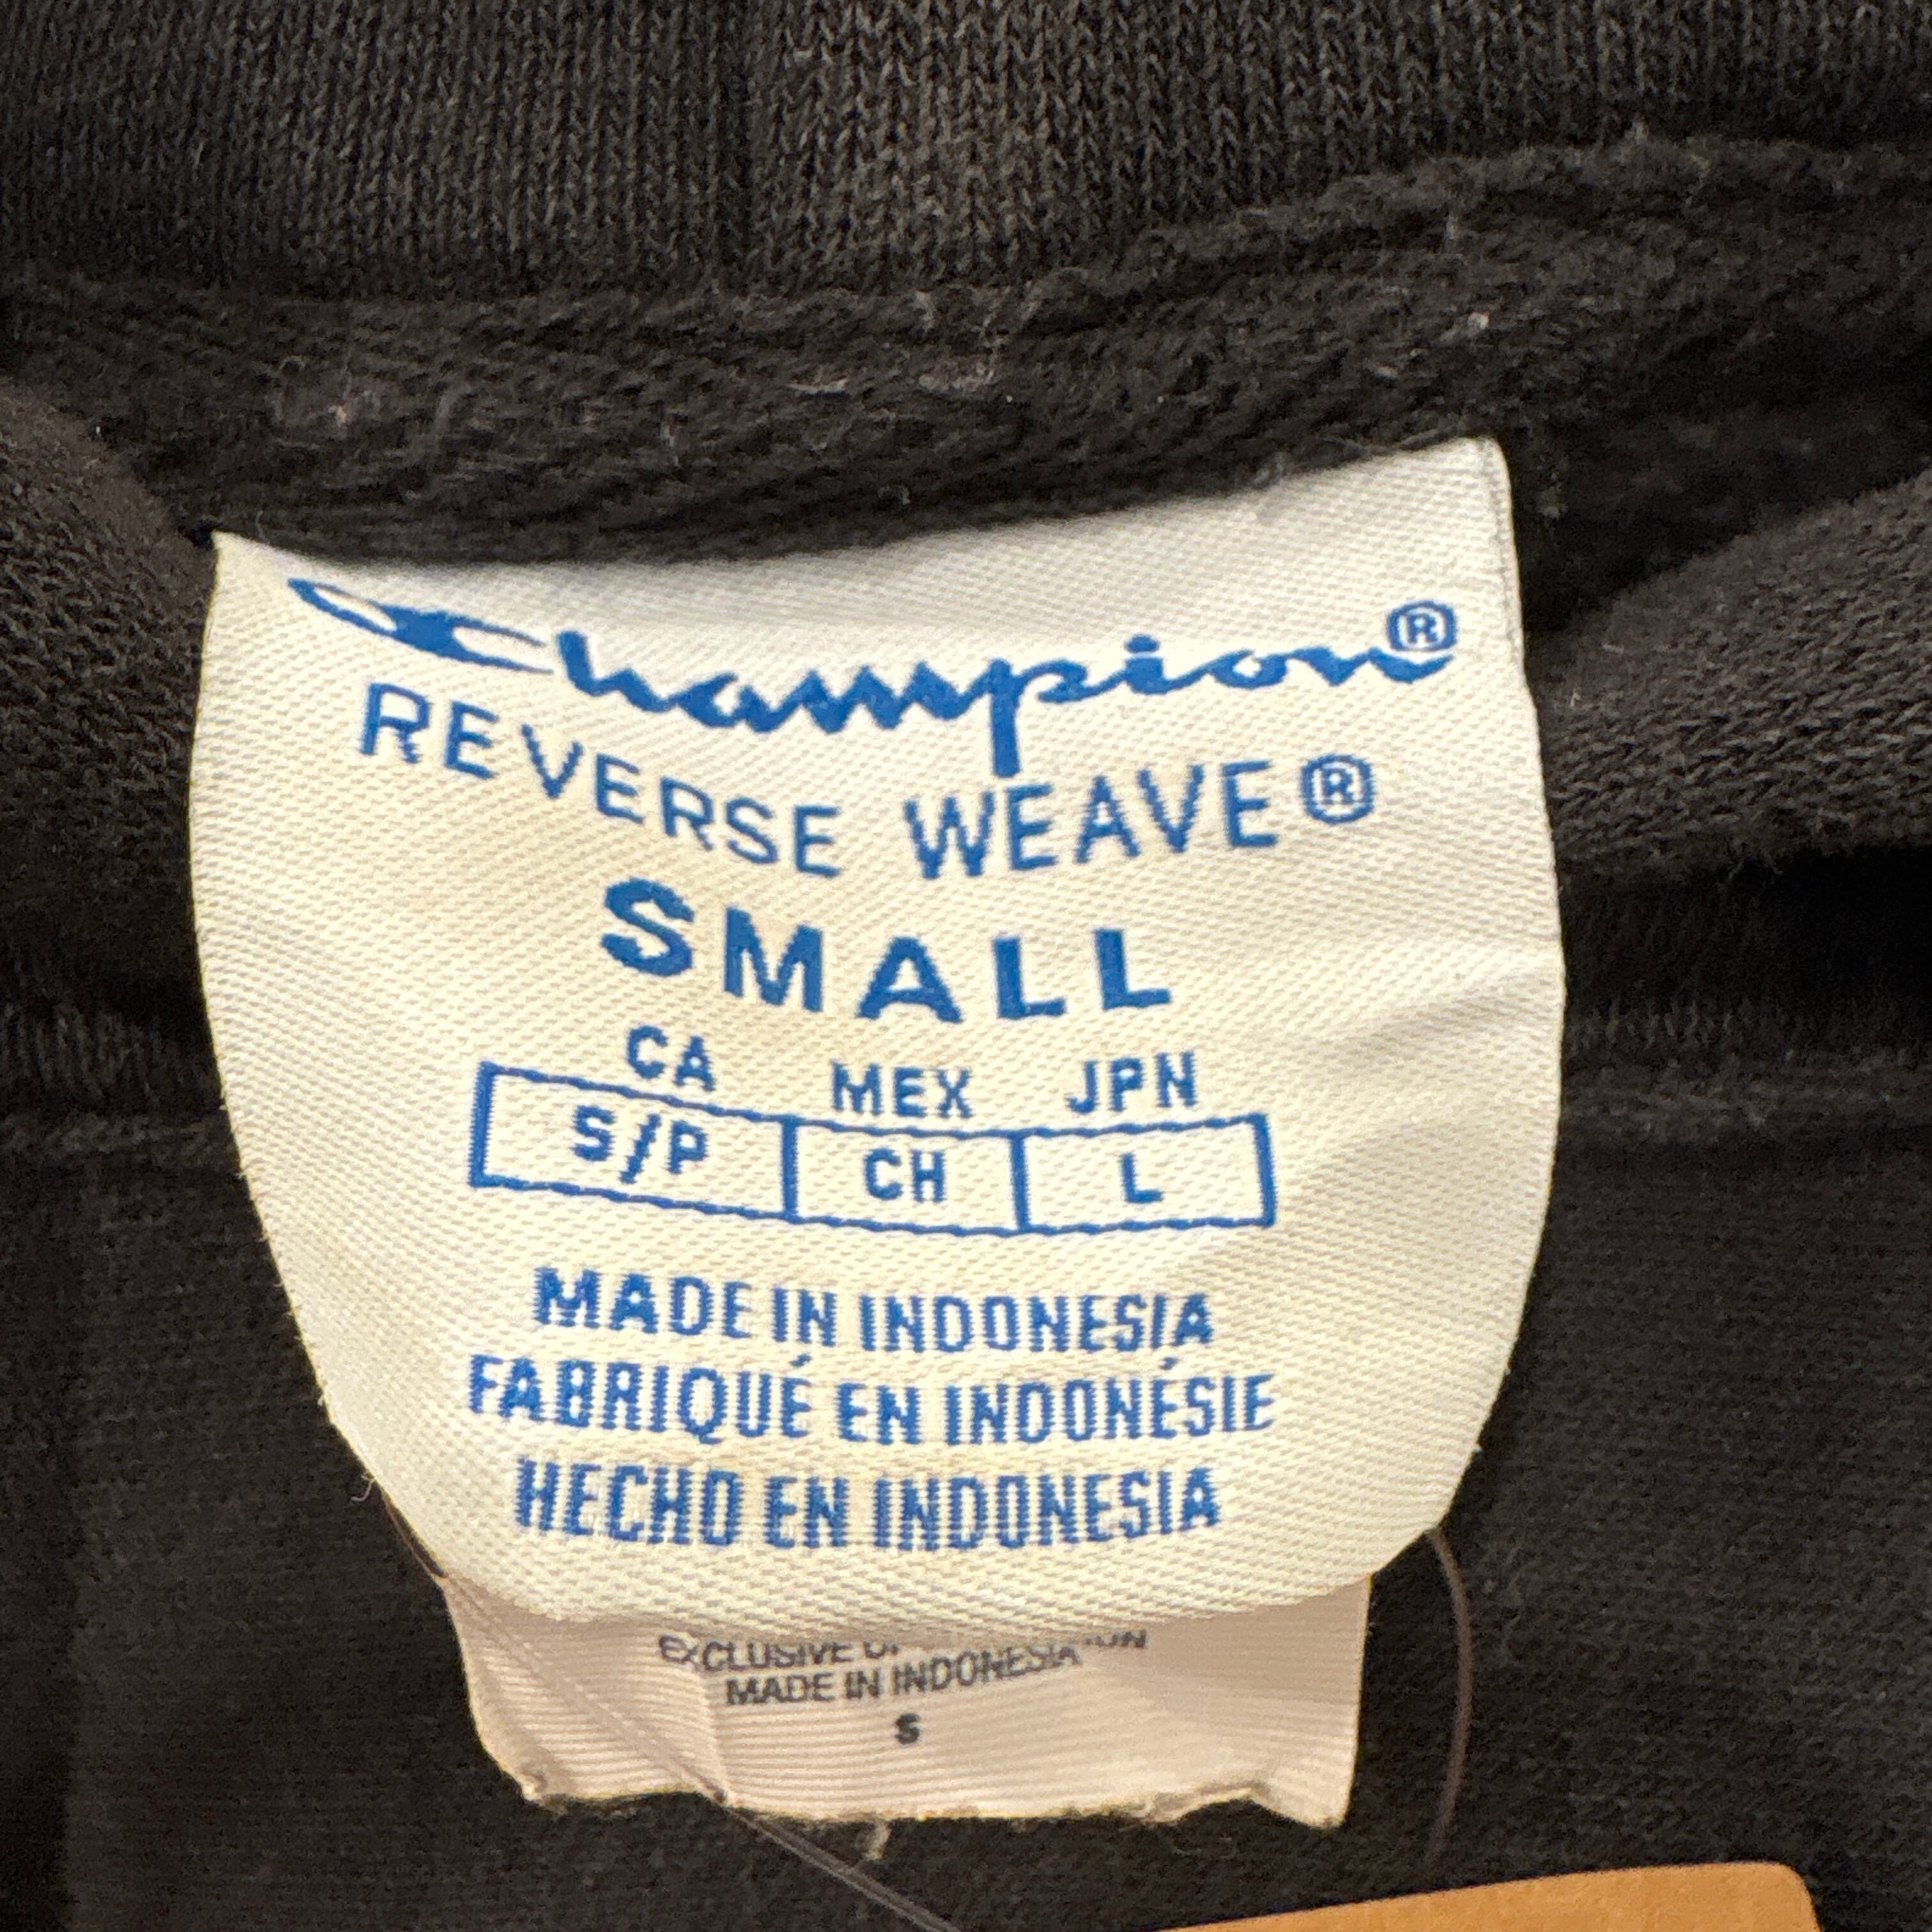 Champion®
REVERSE WEAVE®
SMALL
CA MEX JPN
S/P CH L
MADE IN INDONESIA
FABRIQUÉ EN INDONÉSIE
HECHO EN INDONESIA
EXCLUSIVE
MADE IN INDONESIA
S